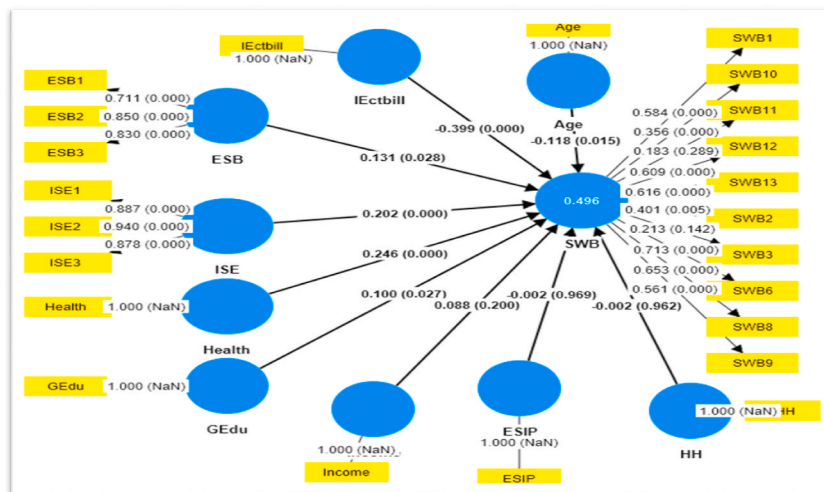 Age
SWB1
IEctbill
1.000 (NaN)
1.000 (NaN)
ESB1
0.711 (0.000)
ESB2
0.850 (0.000)
0.830 (0.000)
ESB3
ESB
IEctbill
Age
SWB10
0.584 (0.000)
SWB11
0.356 (0.000)
0.183 (0.289)
SWB12
0.609 (0.000)
-0.399 (0.000)
-0.118 (0.015)
0.131 (0.028)
ISE1
0.887 (0.000)
ISE2
0.940 (0.000)
0.878 (0.000)
ISE3
ISE
0.202 (0.000)
0.496
SWB
SWB13
0.616 (0.000)
0.401 (0.005)
SWB2
0.213 (0.142)
SWB3
0.713 (0.000)
0.653 (0.000)
SWB6
0.561 (0.000)
SWB8
SWB9
Health
1.000 (NaN)
Health
0.246 (0.000)
0.100 (0.027)
0.088 (0.200)
-0.002 (0.969)
-0.002 (0.962)
GEdu
1.000 (NaN)
GEdu
1.000 (NaN)
Income
ESIP
1.000 (NaN)
ESIP
1.000 (NaN)
HH
HH